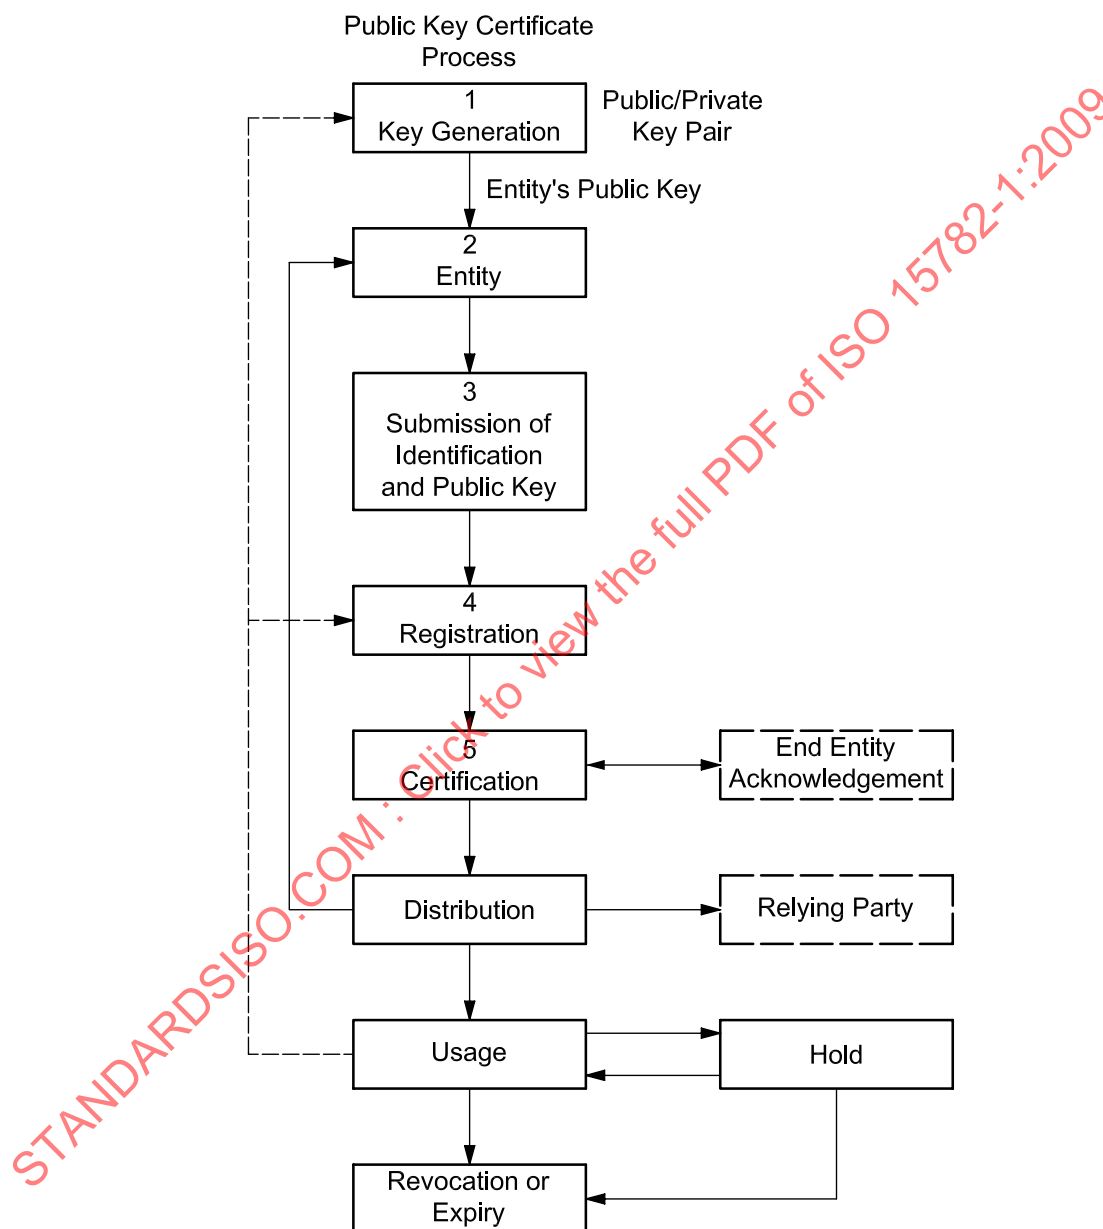 Public Key Certificate
Process
1
Key Generation
Public/Private
Key Pair
Entity's Public Key
2
Entity
3
Submission of
Identification
and Public Key
4
Registration
5
Certification
End Entity
Acknowledgement
Distribution
Relying Party
Usage
Hold
Revocation or
Expiry
STANDARDSISO.COM : Click to view the full PDF of ISO 15782-1:2009